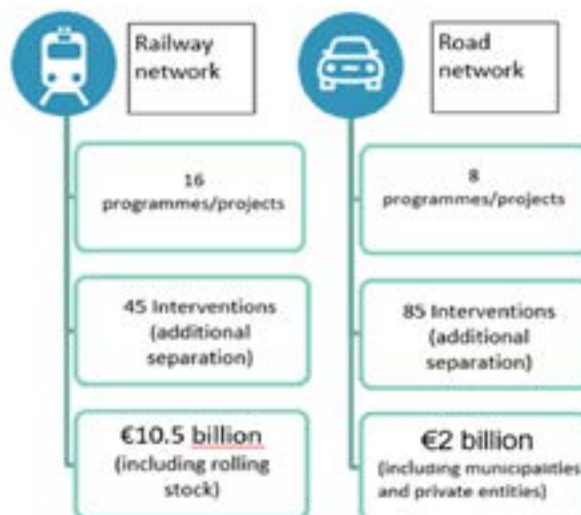 Railway
network
16
programmes/projects
45 Interventions
(additional
separation)
€10.5 billion
(including rolling
stock)
Road
network
8
programmes/projects
85 Interventions
(additional
separation)
€2 billion
(including municipalities
and private entities)